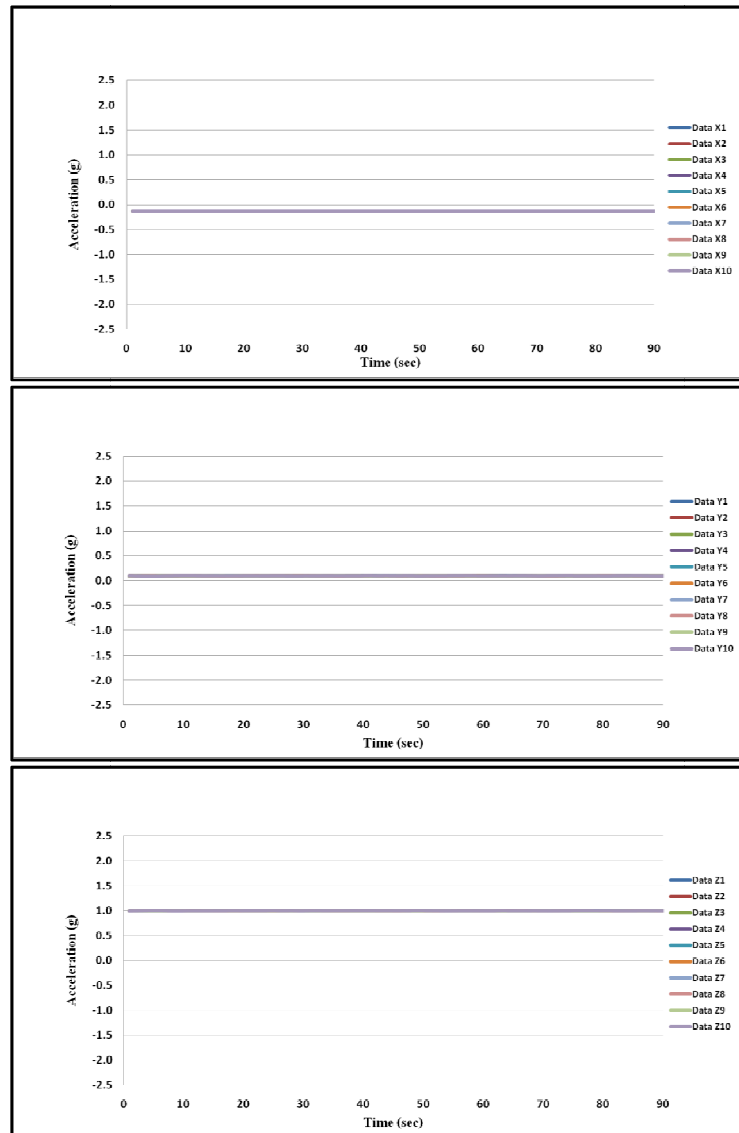 2.5
2.0
1.5
1.0
0.5
0.0
-0.5
-1.0
-1.5
-2.0
-2.5
Acceleration (g)
0 10 20 30 40 50 60 70 80 90
Time (sec)
Data X1
Data X2
Data X3
Data X4
Data X5
Data X6
Data X7
Data X8
Data X9
Data X10
2.5
2.0
1.5
1.0
0.5
0.0
-0.5
-1.0
-1.5
-2.0
-2.5
Acceleration (g)
0 10 20 30 40 50 60 70 80 90
Time (sec)
Data Y1
Data Y2
Data Y3
Data Y4
Data Y5
Data Y6
Data Y7
Data Y8
Data Y9
Data Y10
2.5
2.0
1.5
1.0
0.5
0.0
-0.5
-1.0
-1.5
-2.0
-2.5
Acceleration (g)
0 10 20 30 40 50 60 70 80 90
Time (sec)
Data Z1
Data Z2
Data Z3
Data Z4
Data Z5
Data Z6
Data Z7
Data Z8
Data Z9
Data Z10